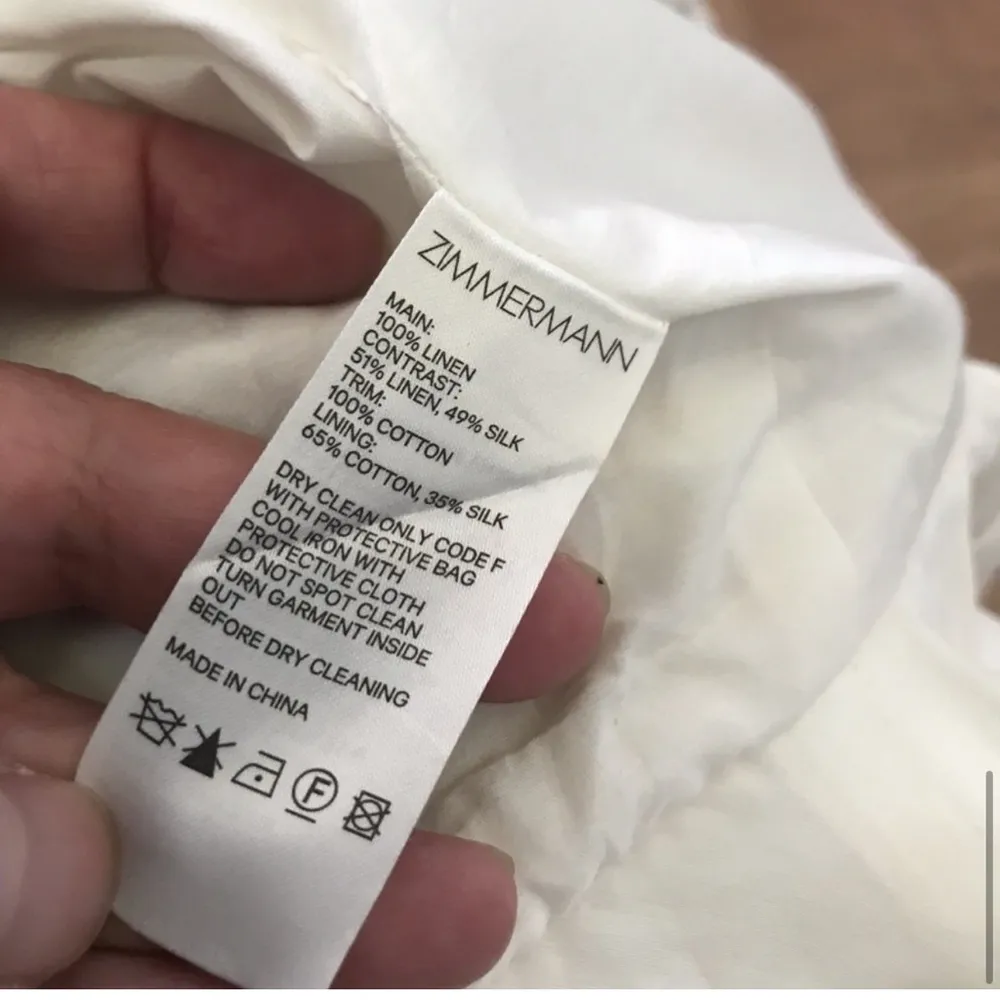 ZIMMERMANN
MAIN:
100% LINEN
CONTRAST:
51% LINEN, 49% SILK
TRIM:
100% COTTON
LINING:
65% COTTON, 35% SILK
DRY CLEAN ONLY CODE F
WITH PROTECTIVE BAG
COOL IRON WITH
PROTECTIVE CLOTH
DO NOT SPOT CLEAN
TURN GARMENT INSIDE
OUT
BEFORE DRY CLEANING
MADE IN CHINA
F